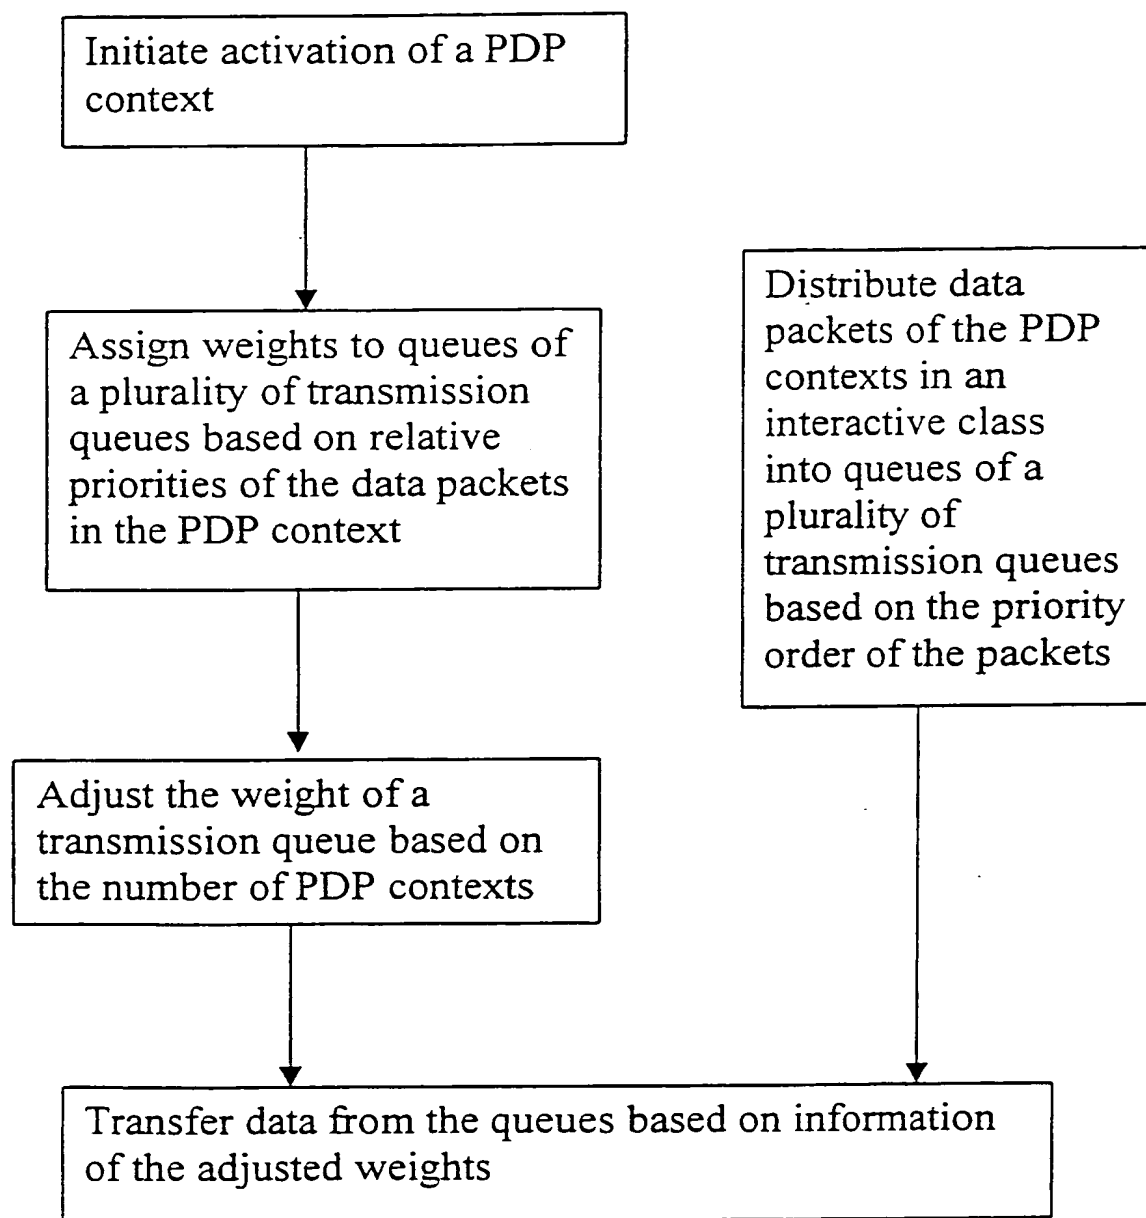 Initiate activation of a PDP
context
Assign weights to queues of
a plurality of transmission
queues based on relative
priorities of the data packets
in the PDP context
Adjust the weight of a
transmission queue based on
the number of PDP contexts
Distribute data
packets of the PDP
contexts in an
interactive class
into queues of a
plurality of
transmission queues
based on the priority
order of the packets
Transfer data from the queues based on information
of the adjusted weights